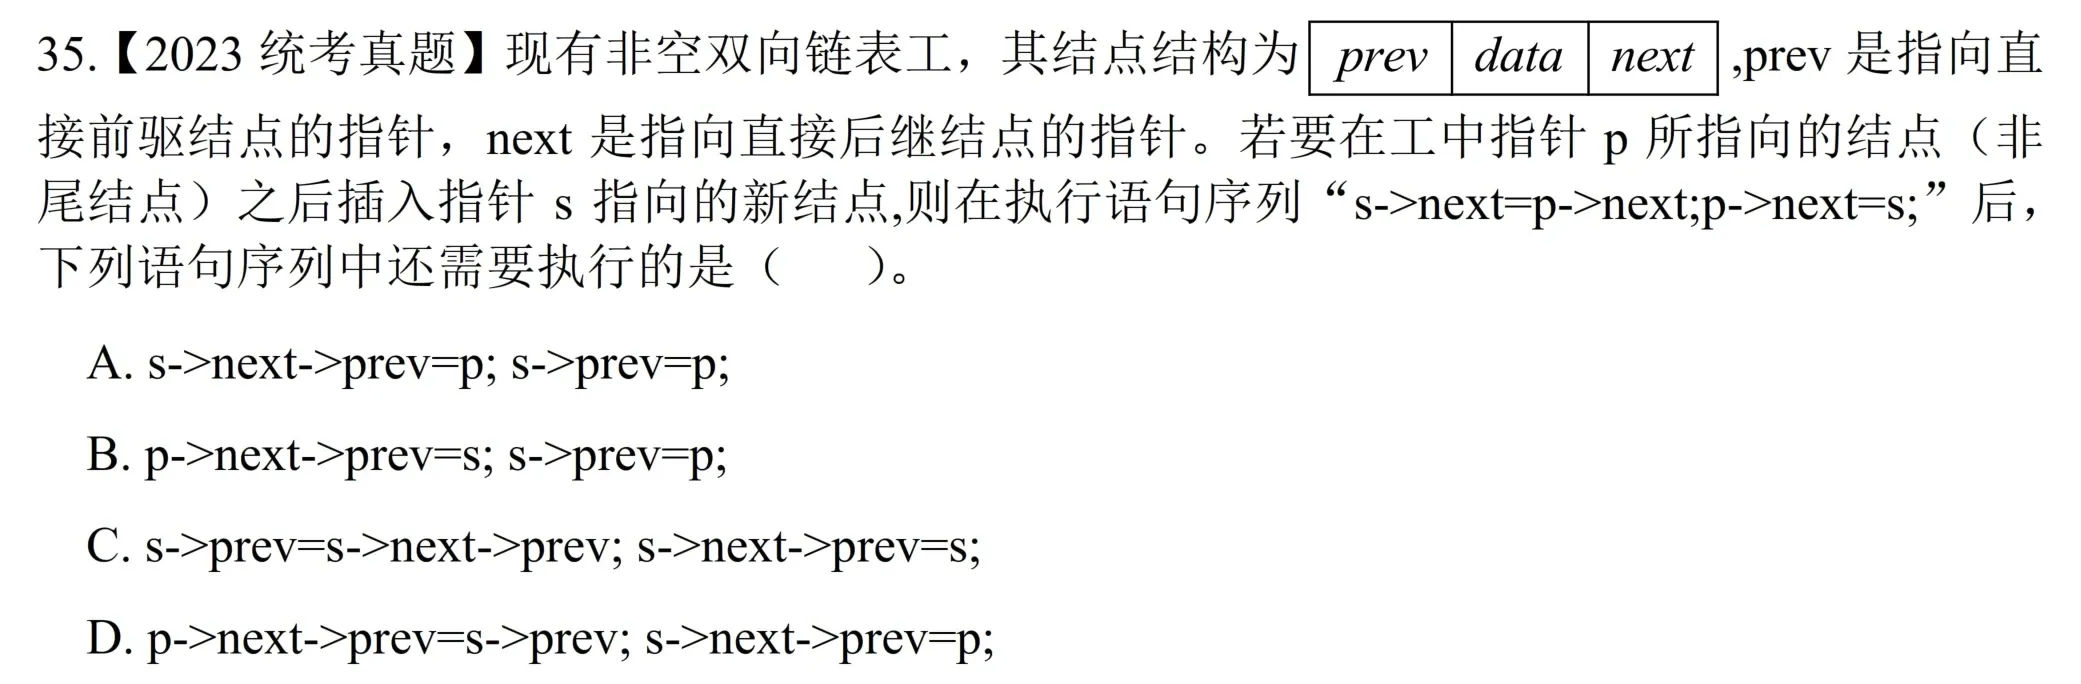 35.【2023 统考真题】现有非空双向链表工，其结点结构为 prev data next ,prev 是指向直
接前驱结点的指针，next 是指向直接后继结点的指针。若要在工中指针 p 所指向的结点（非
尾结点）之后插入指针 s 指向的新结点,则在执行语句序列“s->next=p->next;p->next=s;”后，
下列语句序列中还需要执行的是（ ）。
A. s->next->prev=p; s->prev=p;
B. p->next->prev=s; s->prev=p;
C. s->prev=s->next->prev; s->next->prev=s;
D. p->next->prev=s->prev; s->next->prev=p;